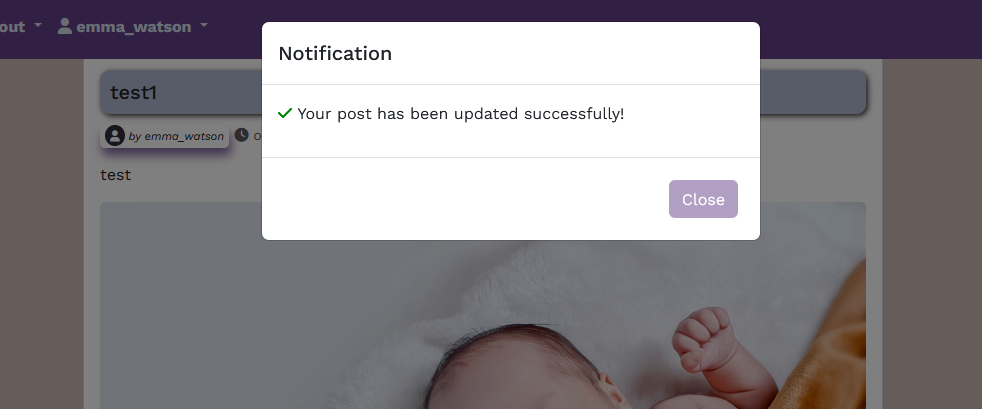 out emma_watson
Notification
test1
Your post has been updated successfully!
by emma_watson
test
Close